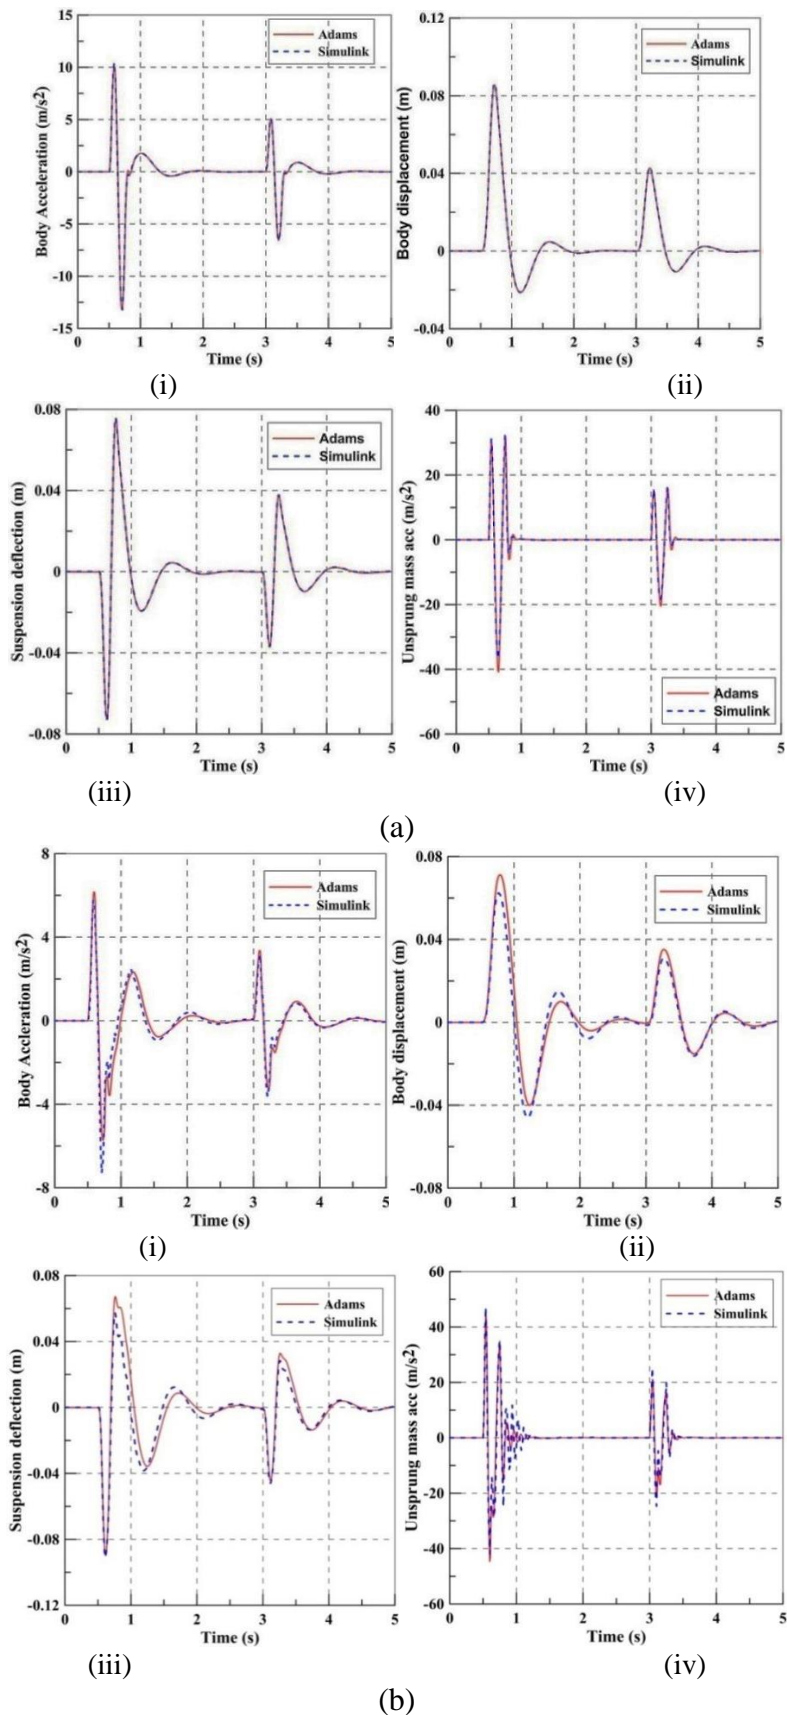 15
10
5
0
-5
-10
-15
Body Acceleration (m/s2)
Adams
Simulink
0 1 2 3 4 5
Time (s)
(i)
0.12
0.08
0.04
0
-0.04
Body displacement (m)
Adams
Simulink
0 1 2 3 4 5
Time (s)
(ii)
0.08
0.04
0
-0.04
-0.08
Suspension deflection (m)
Adams
Simulink
0 1 2 3 4 5
Time (s)
(iii)
40
20
0
-20
-40
-60
Unsprung mass acc (m/s2)
Adams
Simulink
0 1 2 3 4 5
Time (s)
(iv)
(a)
8
4
0
-4
-8
Body Acceleration (m/s2)
Adams
Simulink
0 1 2 3 4 5
Time (s)
(i)
0.08
0.04
0
-0.04
-0.08
Body displacement (m)
Adams
Simulink
0 1 2 3 4 5
Time (s)
(ii)
0.08
0.04
0
-0.04
-0.08
-0.12
Suspension deflection (m)
Adams
Simulink
0 1 2 3 4 5
Time (s)
(iii)
60
40
20
0
-20
-40
-60
Unsprung mass acc (m/s2)
Adams
Simulink
0 1 2 3 4 5
Time (s)
(iv)
(b)